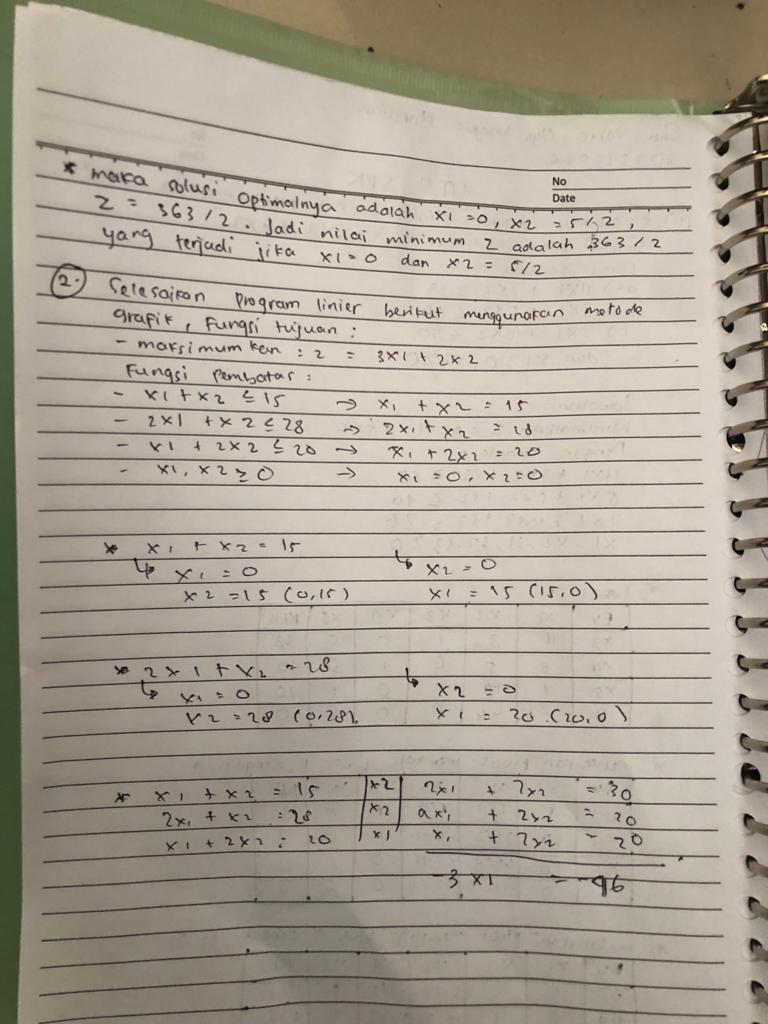 No
Date
* maka solusi optimalnya adalah x1 = 0, x2 = 5/2,
Z = 363/2. Jadi nilai minimum Z adalah 363/2
yang terjadi jika x1 = 0 dan x2 = 5/2
2. Selesaikan program linier berikut menggunakan metode
grafik, Fungsi tujuan :
- maksimumkan : z = 3x1 + 2x2
Fungsi Pembatas :
- x1 + x2 ≤ 15 → x1 + x2 = 15
- 2x1 + x2 ≤ 28 → 2x1 + x2 = 28
- x1 + 2x2 ≤ 20 → x1 + 2x2 = 20
- x1, x2 ≥ 0 → x1 = 0, x2 = 0
* x1 + x2 = 15
↳ x1 = 0 ↳ x2 = 0
x2 = 15 (0,15) x1 = 15 (15,0)
* 2x1 + x2 = 28
↳ x1 = 0 ↳ x2 = 0
x2 = 28 (0,28). x1 = 20 (20,0)
* x1 + x2 = 15 |x2| 2x1 + 2x2 = 30
2x1 + x2 = 28 |x2| + 2x2 = 20
x1 + 2x2 = 20 |x1| x1 + 2x2 = 20
-3x1 = -96